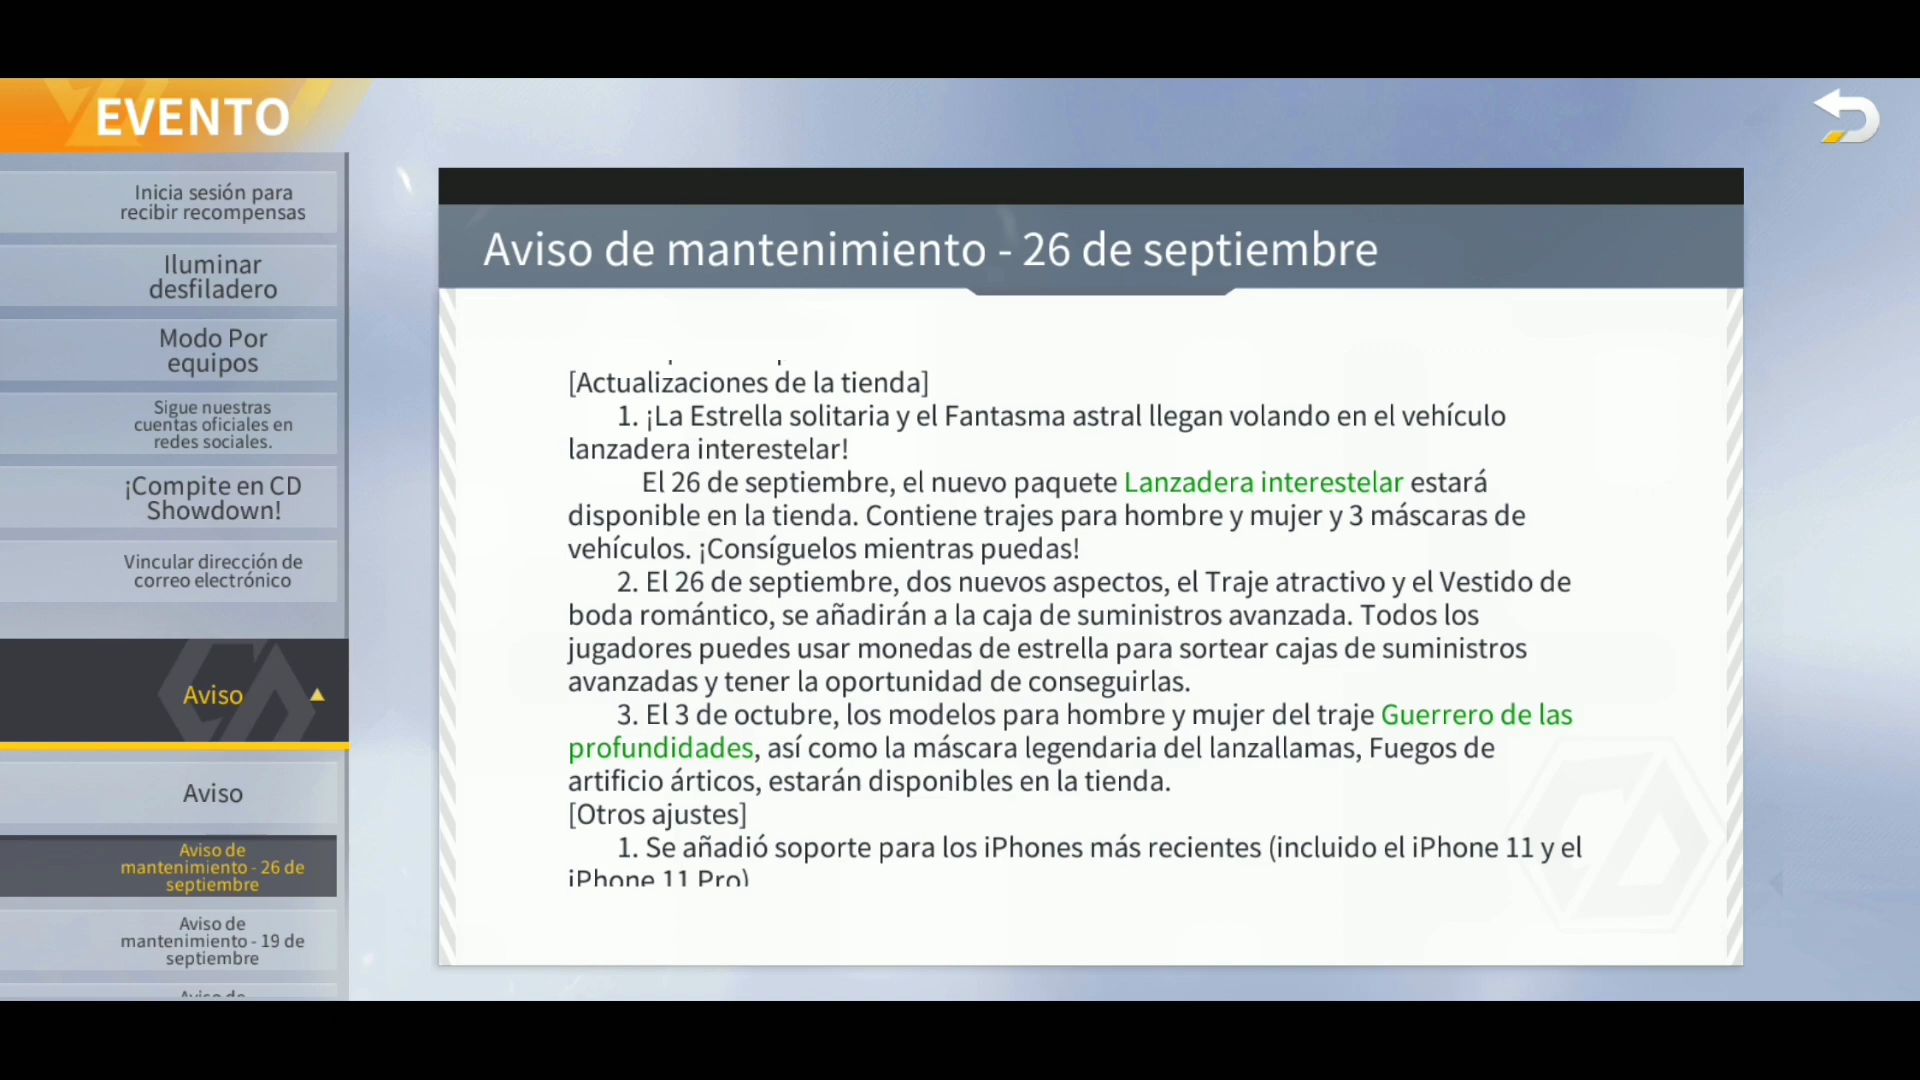 EVENTO
Inicia sesión para
recibir recompensas
Iluminar
desfiladero
Modo Por
equipos
Sigue nuestras
cuentas oficiales en
redes sociales.
¡Compite en CD
Showdown!
Vincular dirección de
correo electrónico
Aviso
Aviso
Aviso de
mantenimiento - 26 de
septiembre
Aviso de
mantenimiento - 19 de
septiembre
Aviso de
Aviso de mantenimiento - 26 de septiembre
[Actualizaciones de la tienda]
1. ¡La Estrella solitaria y el Fantasma astral llegan volando en el vehículo
lanzadera interestelar!
El 26 de septiembre, el nuevo paquete Lanzadera interestelar estará
disponible en la tienda. Contiene trajes para hombre y mujer y 3 máscaras de
vehículos. ¡Consíguelos mientras puedas!
2. El 26 de septiembre, dos nuevos aspectos, el Traje atractivo y el Vestido de
boda romántico, se añadirán a la caja de suministros avanzada. Todos los
jugadores puedes usar monedas de estrella para sortear cajas de suministros
avanzadas y tener la oportunidad de conseguirlas.
3. El 3 de octubre, los modelos para hombre y mujer del traje Guerrero de las
profundidades, así como la máscara legendaria del lanzallamas, Fuegos de
artificio árticos, estarán disponibles en la tienda.
[Otros ajustes]
1. Se añadió soporte para los iPhones más recientes (incluido el iPhone 11 y el
iPhone 11 Pro)